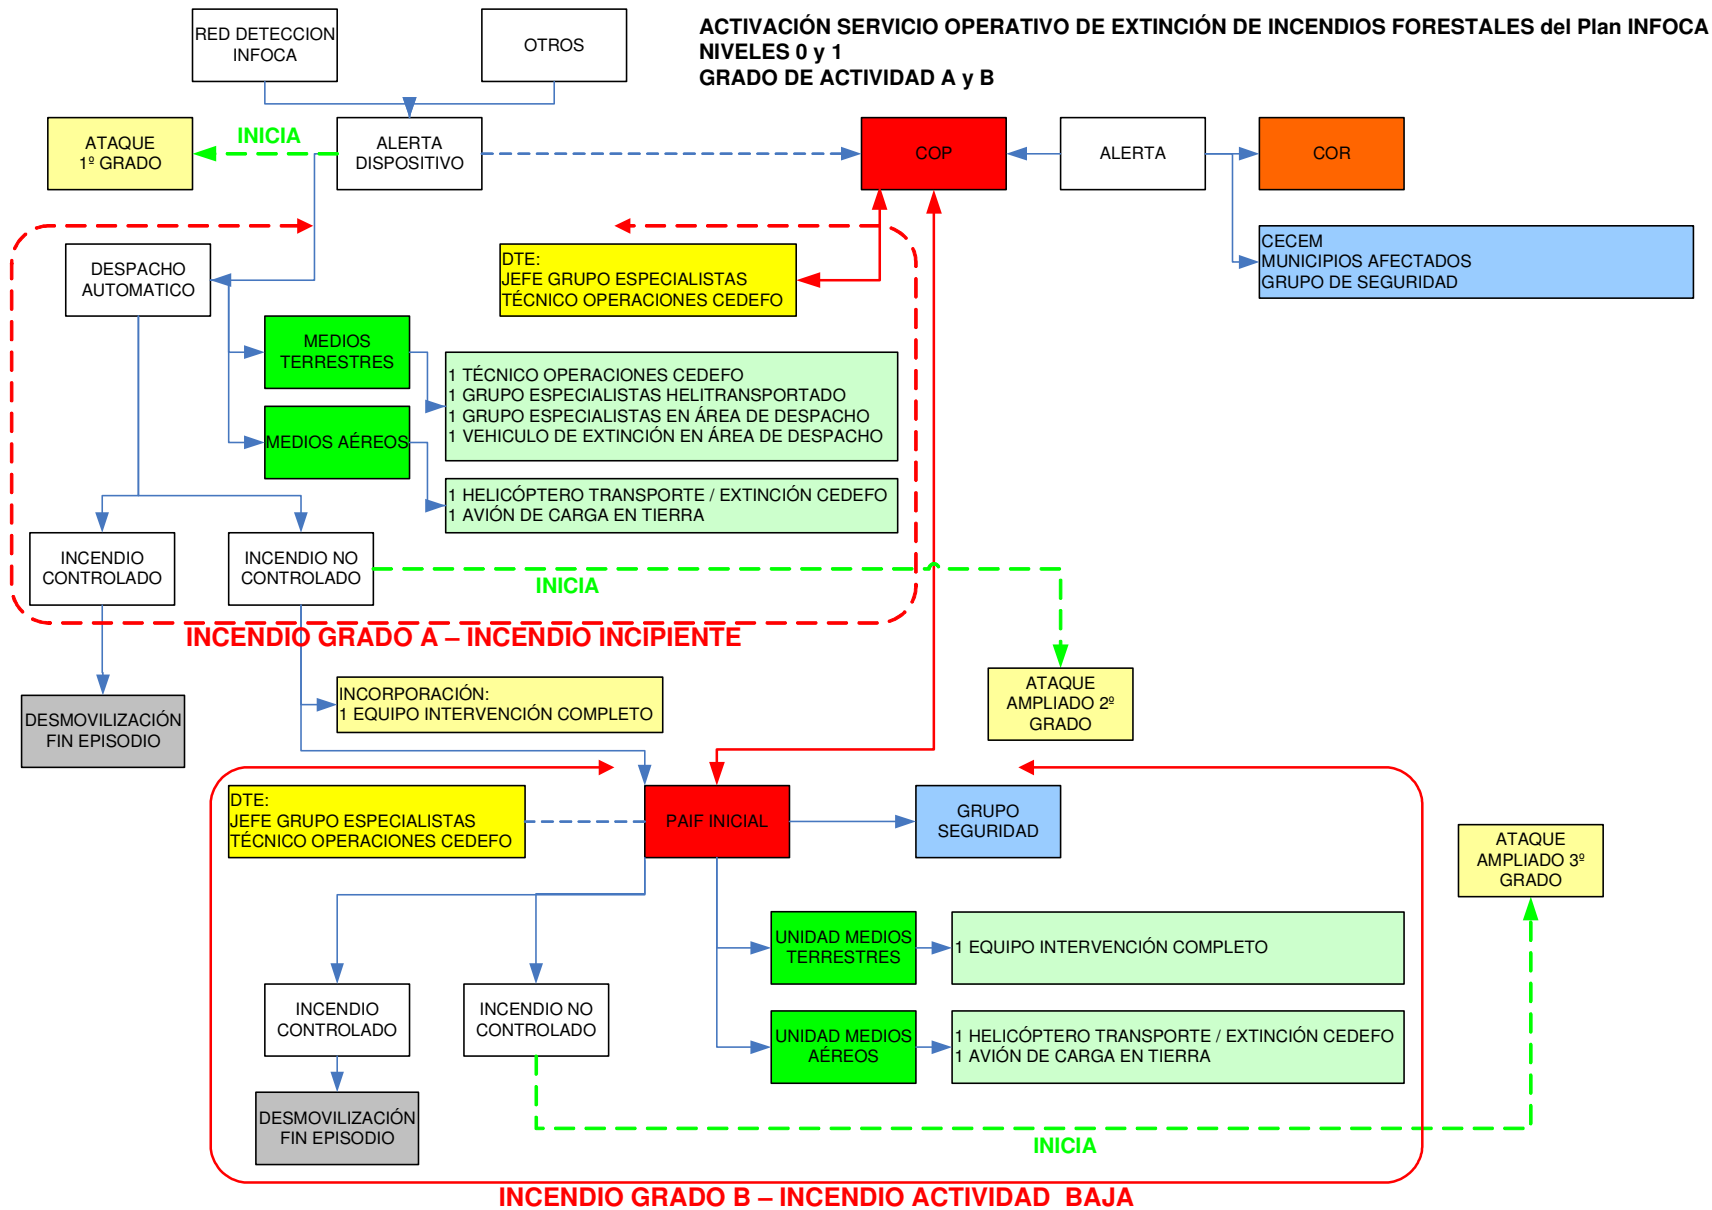 ACTIVACIÓN SERVICIO OPERATIVO DE EXTINCIÓN DE INCENDIOS FORESTALES del Plan INFOCA
NIVELES 0 y 1
GRADO DE ACTIVIDAD A y B
RED DETECCION
INFOCA
OTROS
ATAQUE
1º GRADO
INICIA
ALERTA
DISPOSITIVO
COP
ALERTA
COR
CECEM
MUNICIPIOS AFECTADOS
GRUPO DE SEGURIDAD
DESPACHO
AUTOMATICO
DTE:
JEFE GRUPO ESPECIALISTAS
TÉCNICO OPERACIONES CEDEFO
MEDIOS
TERRESTRES
1 TÉCNICO OPERACIONES CEDEFO
1 GRUPO ESPECIALISTAS HELITRANSPORTADO
1 GRUPO ESPECIALISTAS EN ÁREA DE DESPACHO
1 VEHICULO DE EXTINCIÓN EN ÁREA DE DESPACHO
MEDIOS AÉREOS
1 HELICÓPTERO TRANSPORTE / EXTINCIÓN CEDEFO
1 AVIÓN DE CARGA EN TIERRA
INCENDIO
CONTROLADO
INCENDIO NO
CONTROLADO
INICIA
INCENDIO GRADO A – INCENDIO INCIPIENTE
DESMOVILIZACIÓN
FIN EPISODIO
INCORPORACIÓN:
1 EQUIPO INTERVENCIÓN COMPLETO
ATAQUE
AMPLIADO 2º
GRADO
DTE:
JEFE GRUPO ESPECIALISTAS
TÉCNICO OPERACIONES CEDEFO
PAIF INICIAL
GRUPO
SEGURIDAD
ATAQUE
AMPLIADO 3º
GRADO
UNIDAD MEDIOS
TERRESTRES
1 EQUIPO INTERVENCIÓN COMPLETO
INCENDIO
CONTROLADO
INCENDIO NO
CONTROLADO
UNIDAD MEDIOS
AÉREOS
1 HELICÓPTERO TRANSPORTE / EXTINCIÓN CEDEFO
1 AVIÓN DE CARGA EN TIERRA
DESMOVILIZACIÓN
FIN EPISODIO
INICIA
INCENDIO GRADO B – INCENDIO ACTIVIDAD  BAJA